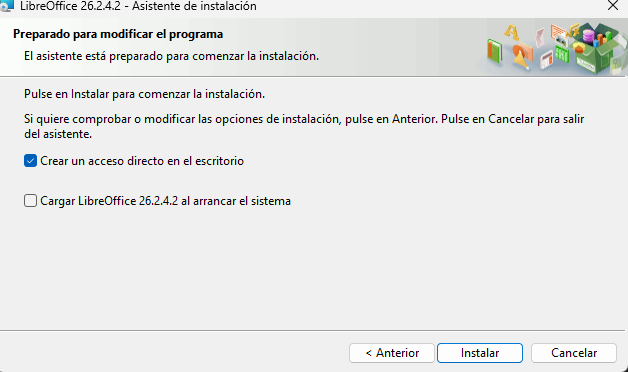 LibreOffice 26.2.4.2 - Asistente de instalación
Preparado para modificar el programa
El asistente está preparado para comenzar la instalación.
Pulse en Instalar para comenzar la instalación.
Si quiere comprobar o modificar las opciones de instalación, pulse en Anterior. Pulse en Cancelar para salir
del asistente.
Crear un acceso directo en el escritorio
Cargar LibreOffice 26.2.4.2 al arrancar el sistema
< Anterior
Instalar
Cancelar